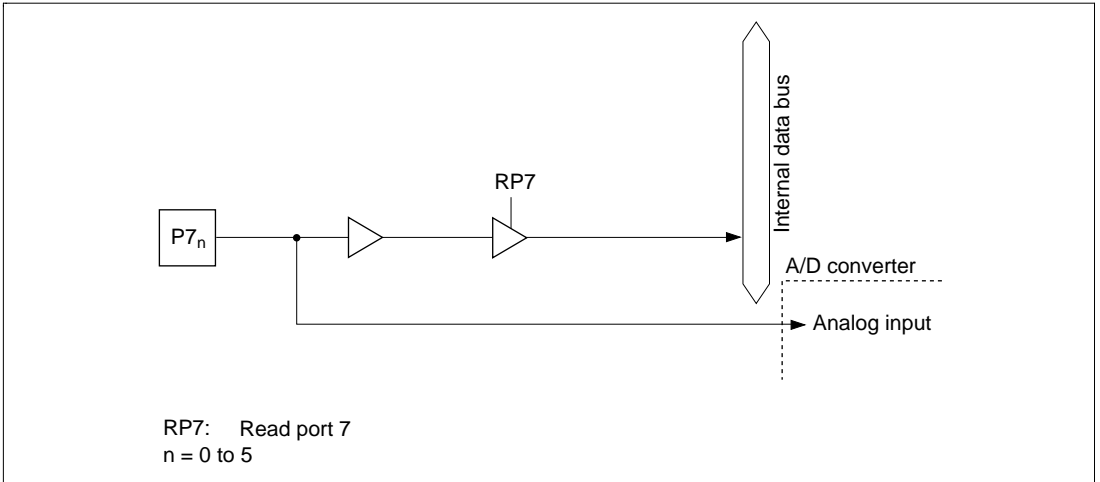 RP7
P7n
Internal data bus
A/D converter
Analog input
RP7: Read port 7
n = 0 to 5